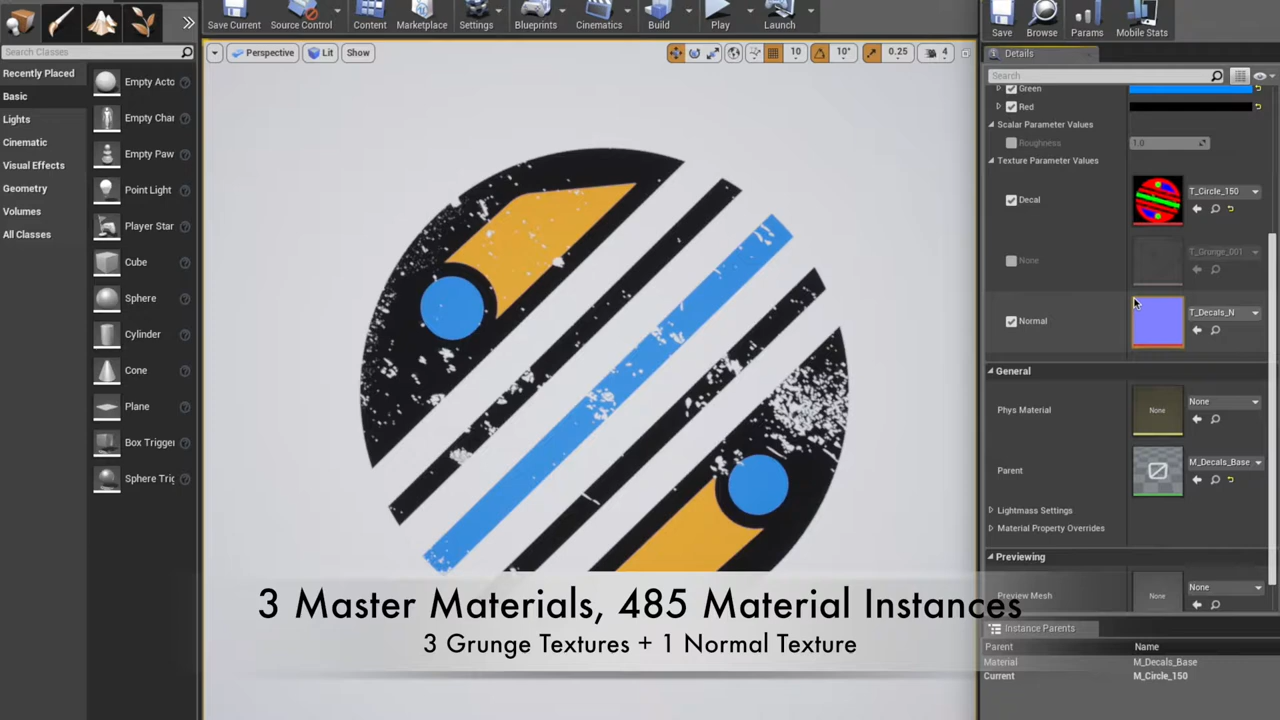 Save Current
Source Control
Content
Marketplace
Settings
Blueprints
Cinematics
Build
Play
Launch
Save
Browse
Params
Mobile Stats
Search Classes
Recently Placed
Basic
Lights
Cinematic
Visual Effects
Geometry
Volumes
All Classes
Empty Acto
Empty Char
Empty Paw
Point Light
Player Star
Cube
Sphere
Cylinder
Cone
Plane
Box Trigger
Sphere Trig
Perspective
Lit
Show
10
10°
0.25
4
Details
Search
Green
Red
Scalar Parameter Values
Roughness
1.0
Texture Parameter Values
Decal
T_Circle_150
None
T_Grunge_001
Normal
T_Decals_N
General
Phys Material
None
None
Parent
M_Decals_Base
Lightmass Settings
Material Property Overrides
Previewing
Preview Mesh
None
None
Instance Parents
Parent
Name
Material
M_Decals_Base
Current
M_Circle_150
3 Master Materials, 485 Material Instances
3 Grunge Textures + 1 Normal Texture